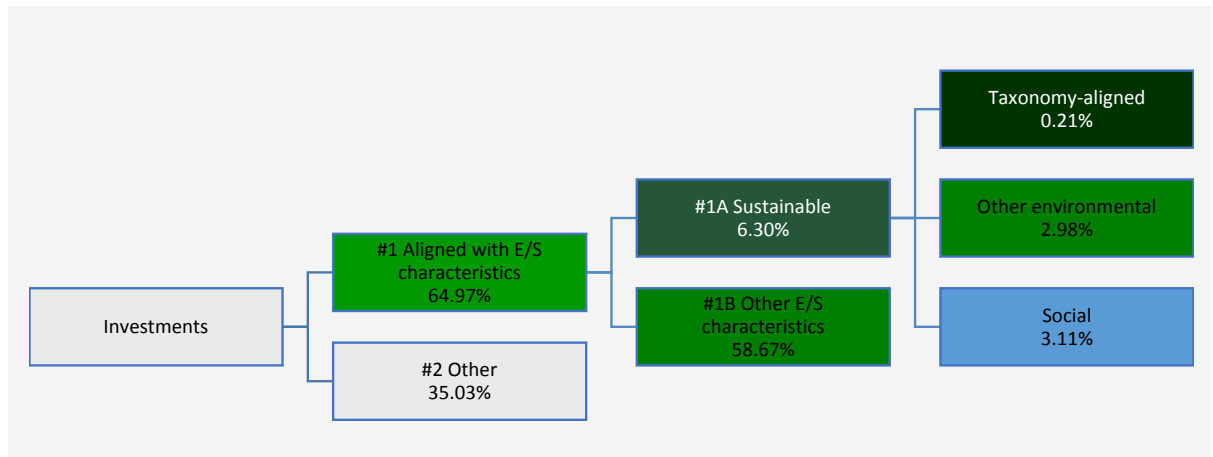 Investments
#1 Aligned with E/S
characteristics
64.97%
#2 Other
35.03%
#1A Sustainable
6.30%
#1B Other E/S
characteristics
58.67%
Taxonomy-aligned
0.21%
Other environmental
2.98%
Social
3.11%